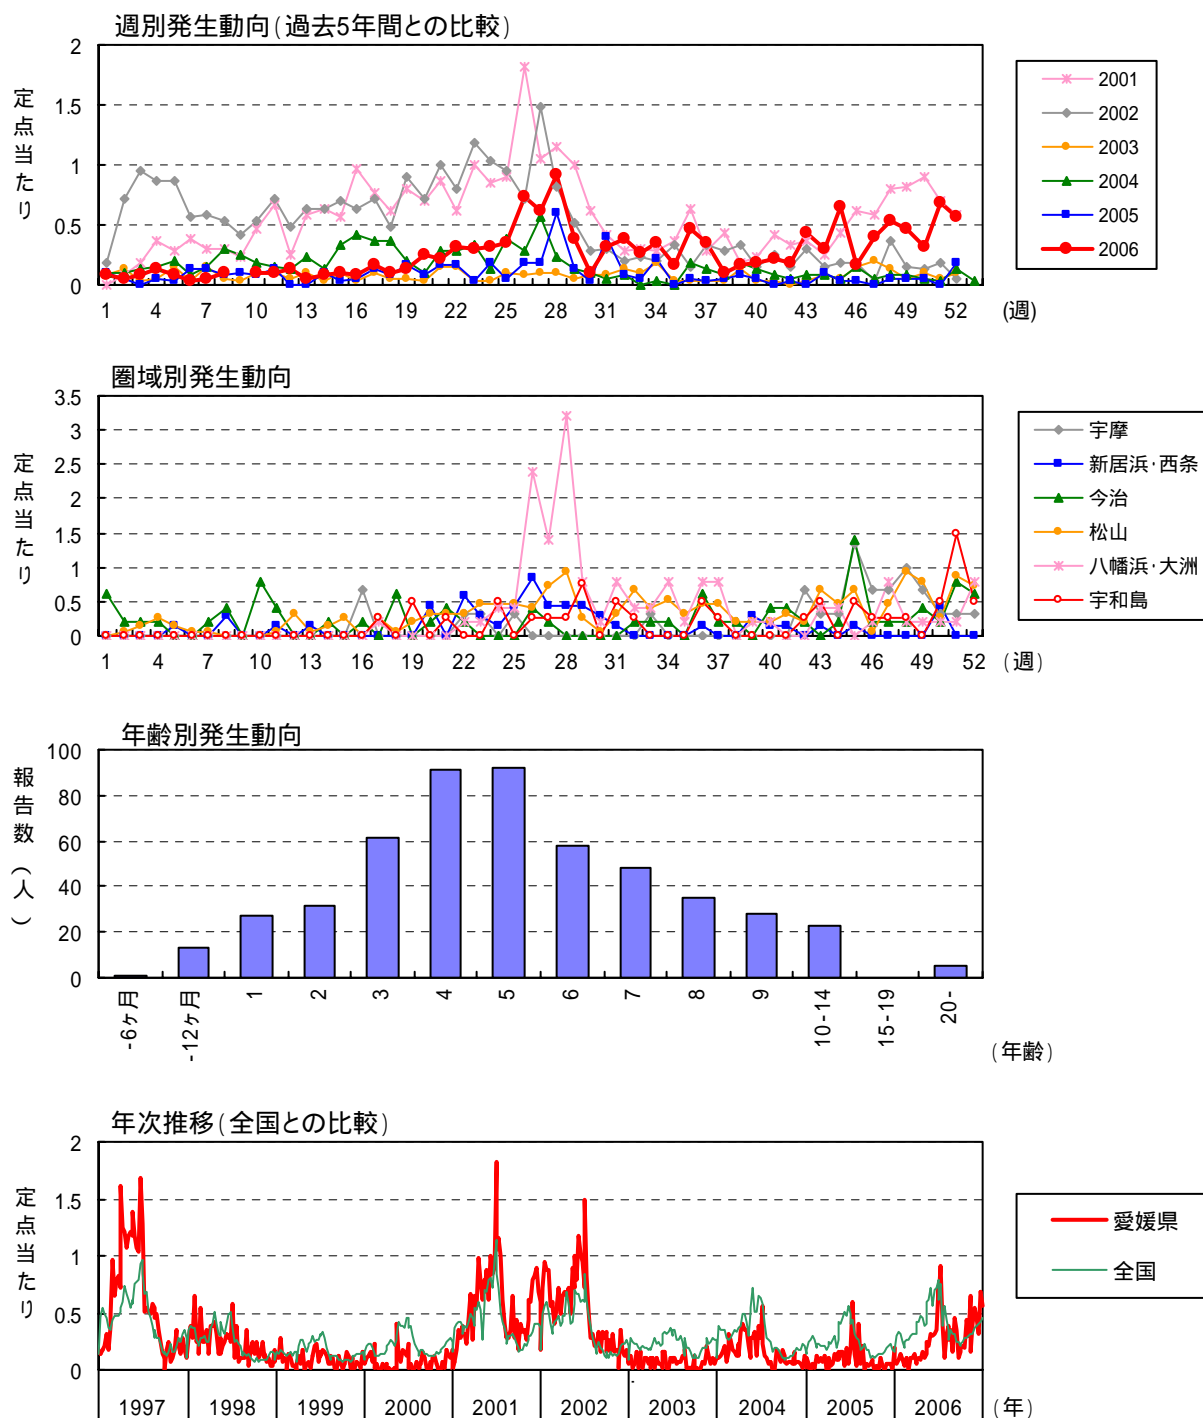 週別発生動向(過去5年間との比較)
定点当たり
2
1.5
1
0.5
0
1 4 7 10 13 16 19 22 25 28 31 34 37 40 43 46 49 52 (週)
2001
2002
2003
2004
2005
2006
圏域別発生動向
定点当たり
3.5
3
2.5
2
1.5
1
0.5
0
1 4 7 10 13 16 19 22 25 28 31 34 37 40 43 46 49 52 (週)
宇摩
新居浜・西条
今治
松山
八幡浜・大洲
宇和島
年齢別発生動向
報告数(人)
100
80
60
40
20
0
-6ヶ月 -12ヶ月 1 2 3 4 5 6 7 8 9 10-14 15-19 20-
(年齢)
年次推移(全国との比較)
定点当たり
2
1.5
1
0.5
0
1997 1998 1999 2000 2001 2002 2003 2004 2005 2006 (年)
愛媛県
全国